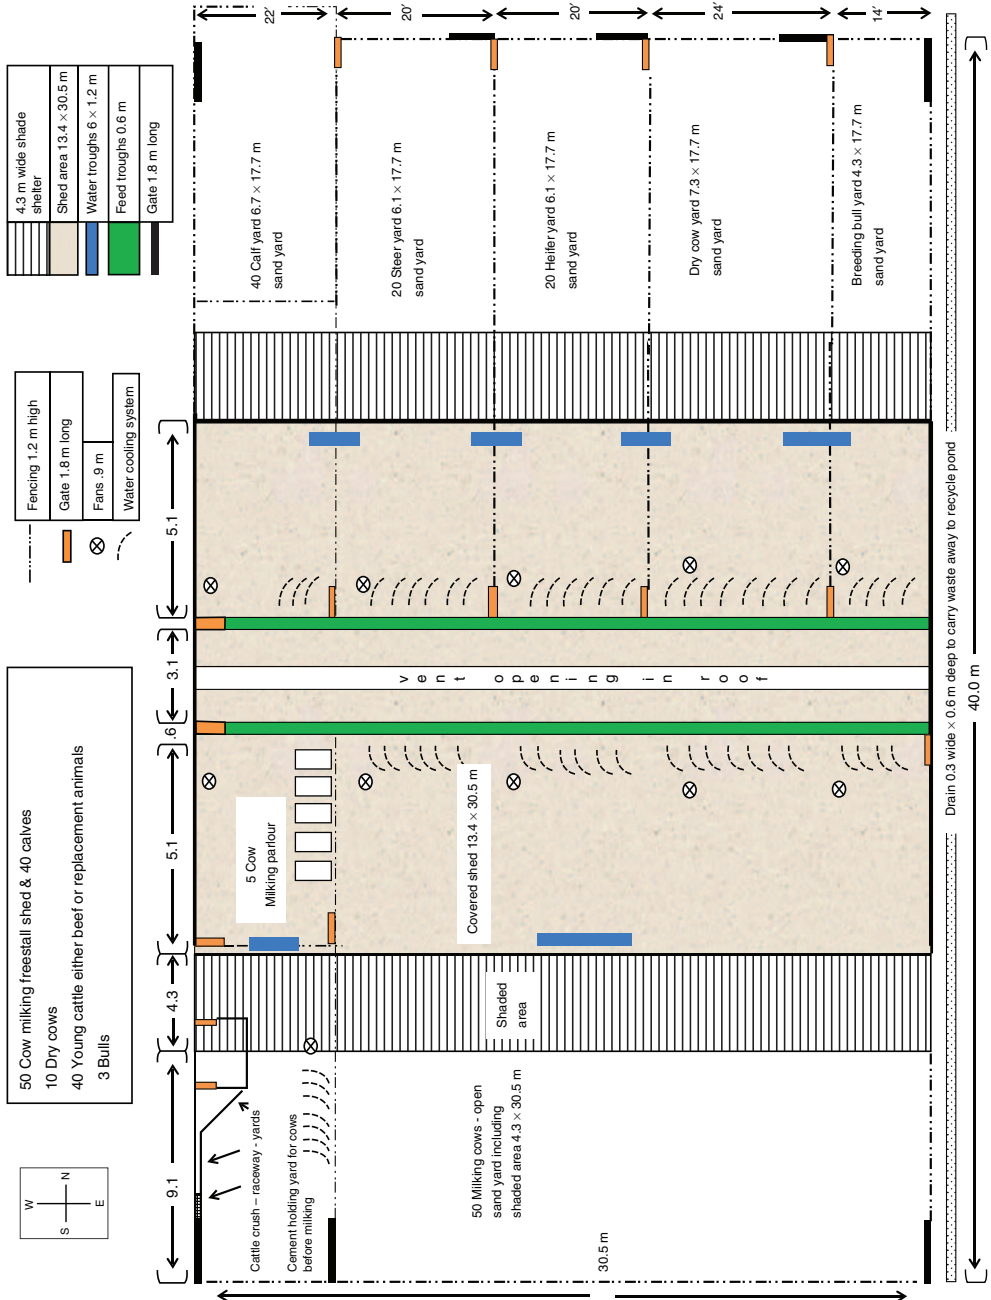 50 Cow milking freestall shed & 40 calves
10 Dry cows
40 Young cattle either beef or replacement animals
3 Bulls
Fencing 1.2 m high
Gate 1.8 m long
Fans .9 m
Water cooling system
4.3 m wide shade
shelter
Shed area 13.4 × 30.5 m
Water troughs 6 × 1.2 m
Feed troughs 0.6 m
Gate 1.8 m long
W
N
S
E
9.1
4.3
5.1
.6
3.1
5.1
22′
20′
20′
24′
14′
Cattle crush – raceway - yards
Cement holding yard for cows
before milking
5 Cow
Milking parlour
40 Calf yard 6.7 × 17.7 m
sand yard
20 Steer yard 6.1 × 17.7 m
sand yard
20 Heifer yard 6.1 × 17.7 m
sand yard
Dry cow yard 7.3 × 17.7 m
sand yard
Breeding bull yard 4.3 × 17.7 m
sand yard
vent opening in roof
Covered shed 13.4 × 30.5 m
Shaded
area
50 Milking cows - open
sand yard including
shaded area 4.3 × 30.5 m
30.5 m
Drain 0.3 wide × 0.6 m deep to carry waste away to recycle pond
40.0 m